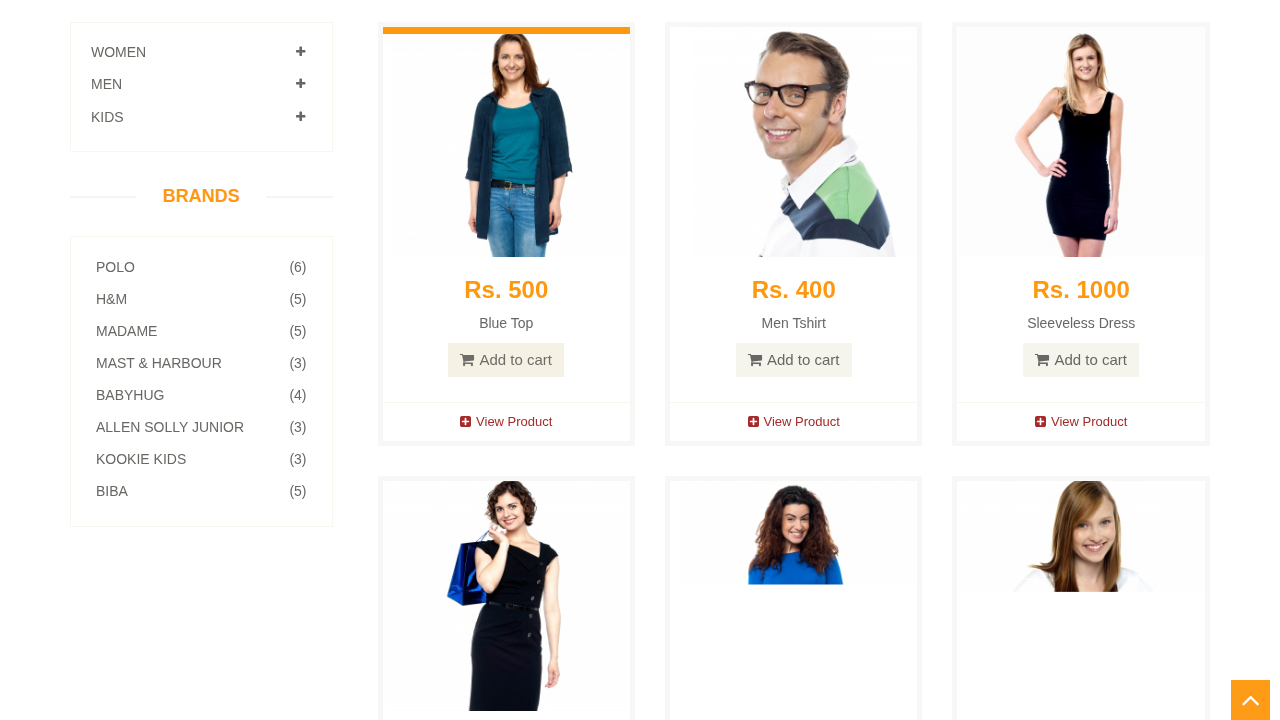 WOMEN
MEN
KIDS
BRANDS
POLO (6)
H&M (5)
MADAME (5)
MAST & HARBOUR (3)
BABYHUG (4)
ALLEN SOLLY JUNIOR (3)
KOOKIE KIDS (3)
BIBA (5)
Rs. 500
Blue Top
Add to cart
View Product
Rs. 400
Men Tshirt
Add to cart
View Product
Rs. 1000
Sleeveless Dress
Add to cart
View Product